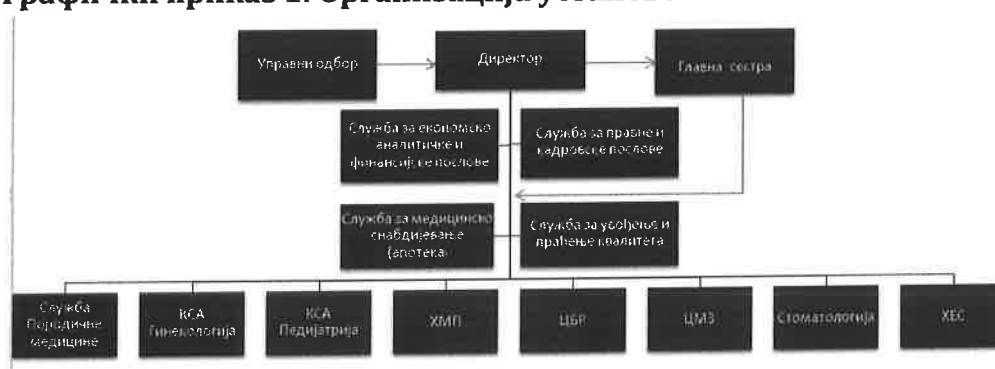 Графички приказ 1. Организација установе
Управни одбор
Директор
Главна сестра
Служба за економско
аналитичке и
финансијске послове
Служба за правне и
кадровске послове
Служба за медицинско
снабдијевање
(апотека)
Служба за увођење и
праћење квалитета
Служба
Породичне
медицине
КСА
Гинекологија
КСА
Педијатрија
ХМП
ЦБР
ЦМЗ
Стоматологија
ХЕС